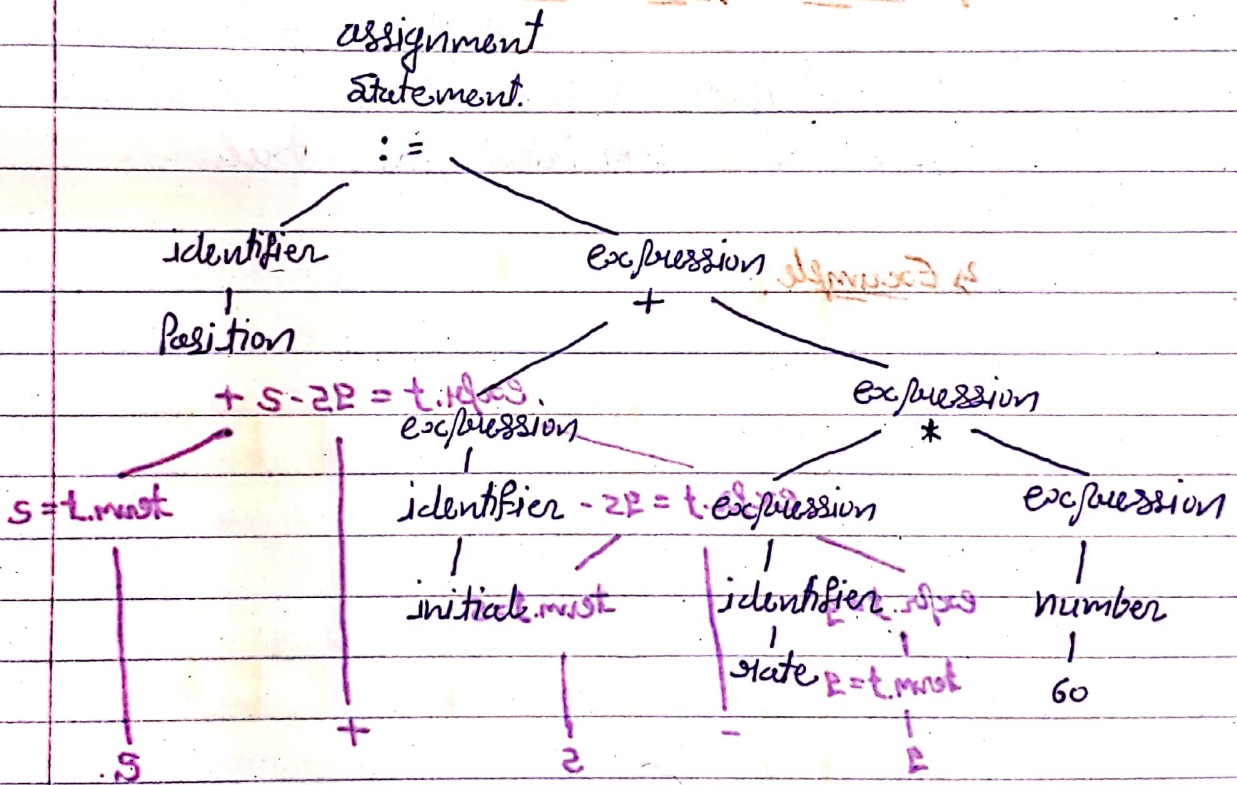 assignment
statement.
:=
identifier expression
+
Position
expression *
expression
identifier expression expression
initial identifier number
rate 60